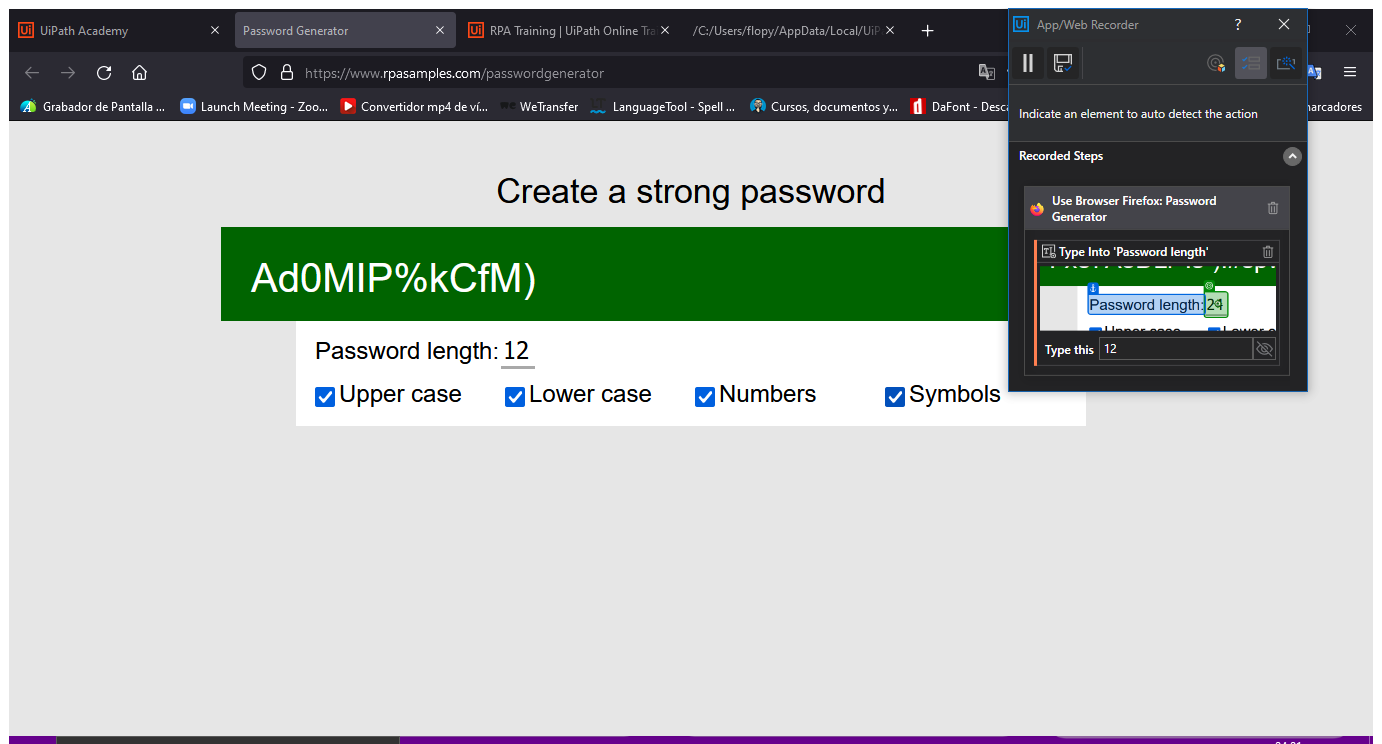 UiPath Academy
Password Generator
RPA Training | UiPath Online Tra
/C:/Users/flopy/AppData/Local/UiP
https://www.rpasamples.com/passwordgenerator
Grabador de Pantalla ...
Launch Meeting - Zoo...
Convertidor mp4 de ví...
we WeTransfer
LanguageTool - Spell ...
Cursos, documentos y...
DaFont - Desca
marcadores
Create a strong password
Ad0MIP%kCfM)
Password length: 12
Upper case Lower case Numbers Symbols
Ui App/Web Recorder ?
Indicate an element to auto detect the action
Recorded Steps
Use Browser Firefox: Password
Generator
Type Into 'Password length'
Password length:
Type this 12